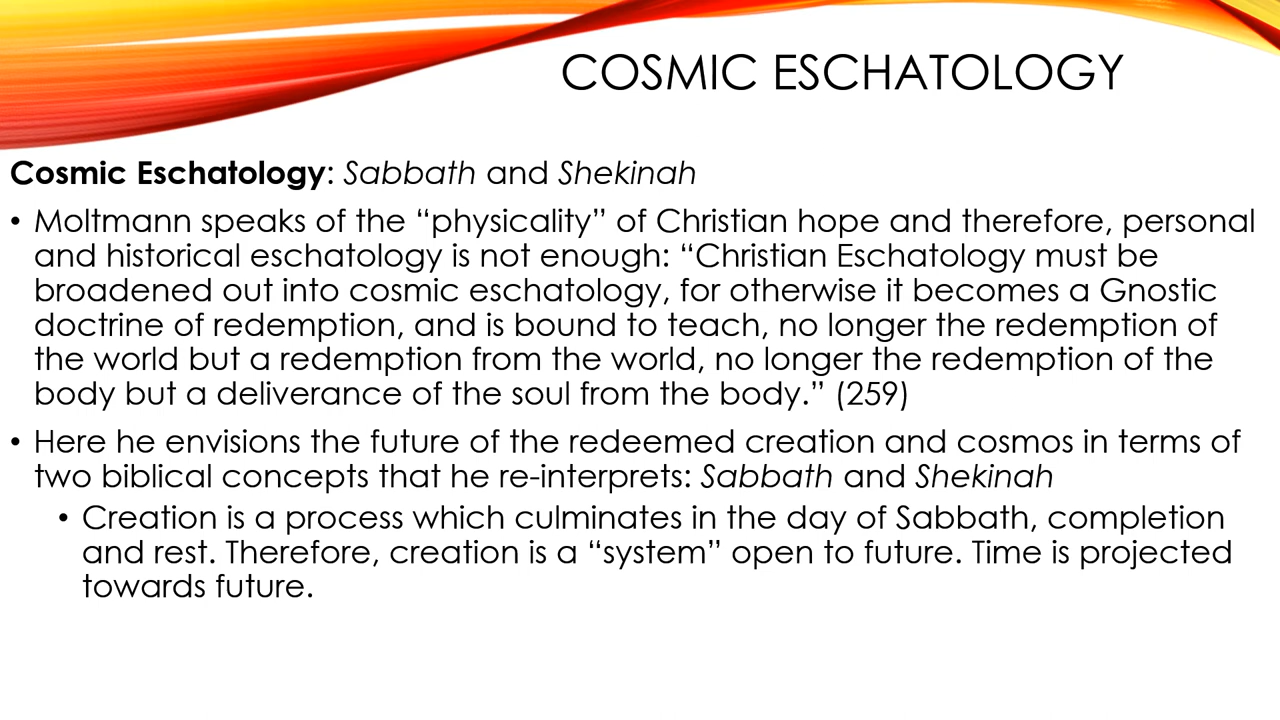 COSMIC ESCHATOLOGY
Cosmic Eschatology: Sabbath and Shekinah
• Moltmann speaks of the “physicality” of Christian hope and therefore, personal
and historical eschatology is not enough: “Christian Eschatology must be
broadened out into cosmic eschatology, for otherwise it becomes a Gnostic
doctrine of redemption, and is bound to teach, no longer the redemption of
the world but a redemption from the world, no longer the redemption of the
body but a deliverance of the soul from the body.” (259)
• Here he envisions the future of the redeemed creation and cosmos in terms of
two biblical concepts that he re-interprets: Sabbath and Shekinah
• Creation is a process which culminates in the day of Sabbath, completion
and rest. Therefore, creation is a “system” open to future. Time is projected
towards future.